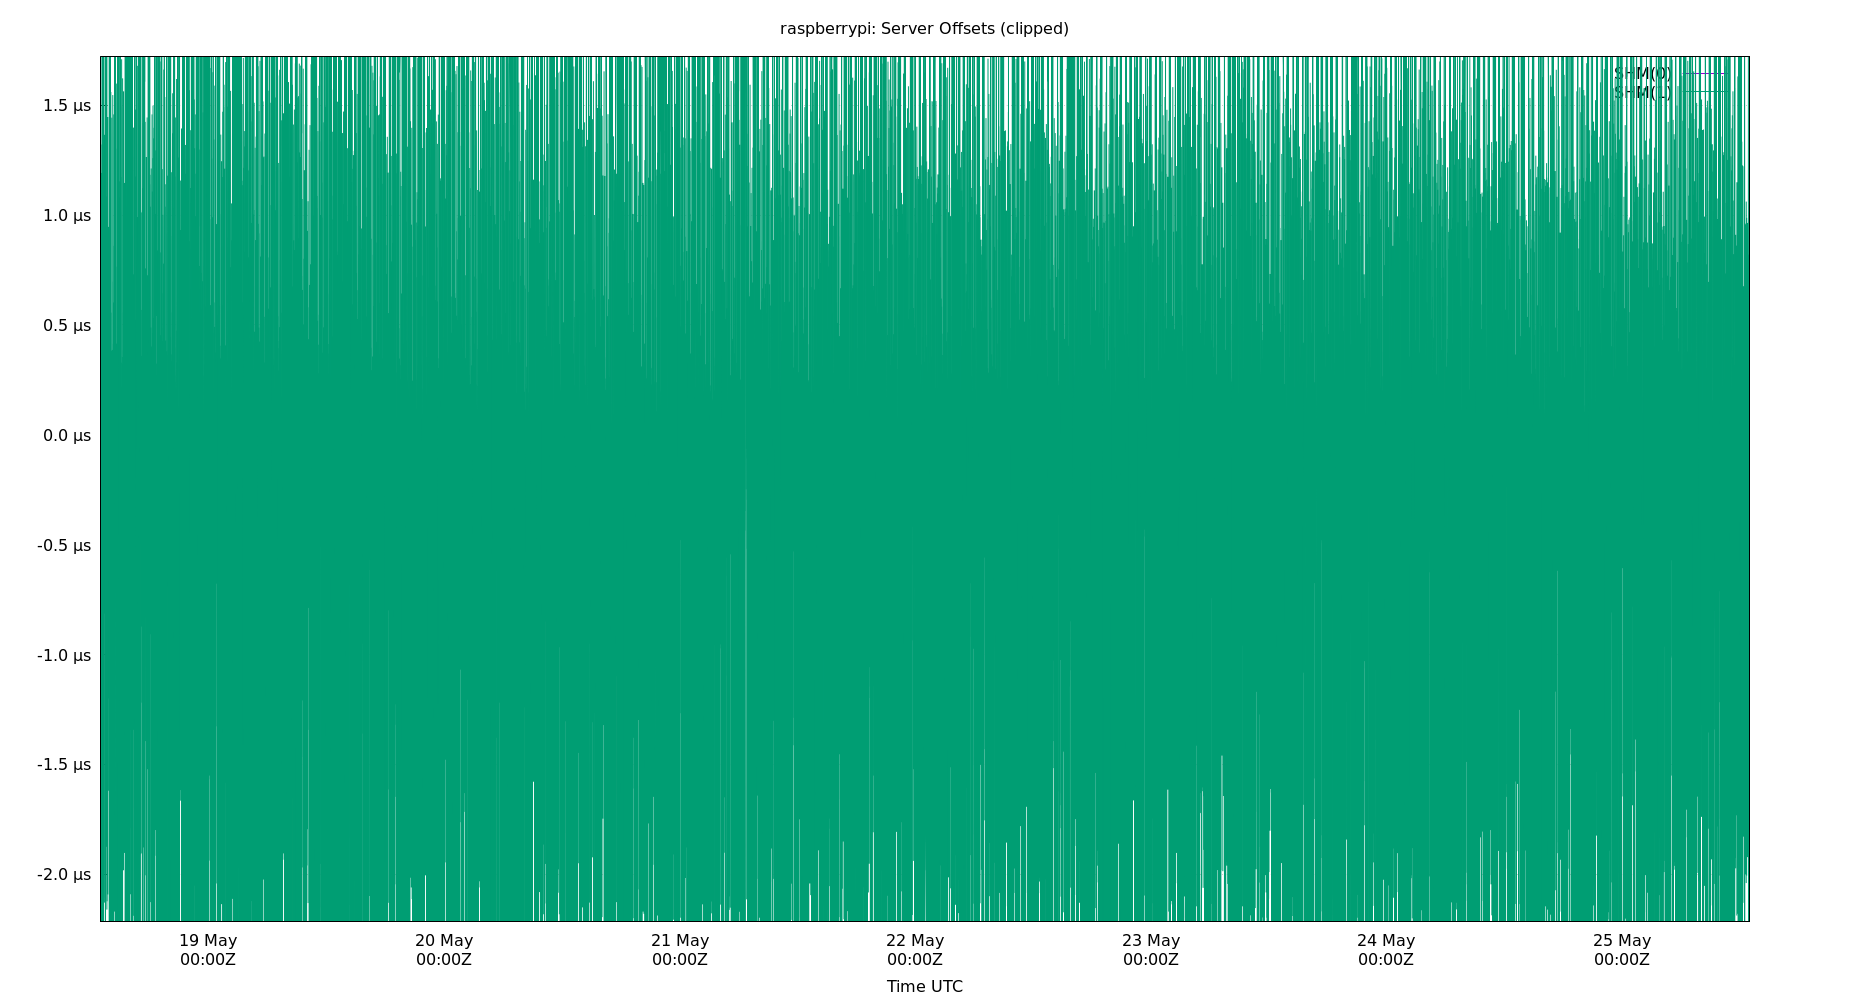 raspberrypi: Server Offsets (clipped)
SHM(0)
SHM(1)
1.5 µs
1.0 µs
0.5 µs
0.0 µs
-0.5 µs
-1.0 µs
-1.5 µs
-2.0 µs
19 May 20 May 21 May 22 May 23 May 24 May 25 May
00:00Z 00:00Z 00:00Z 00:00Z 00:00Z 00:00Z 00:00Z
Time UTC